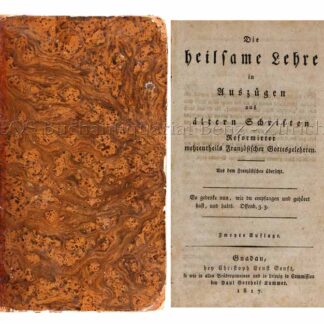 Die
heilsame Lehre
in
Auszügen
aus
ältern Schriften
Reformirter
mehrentheils Französischer Gottesgelehrten.
Aus dem Französischen übersetzt.
So gedenke nun, wie du empfangen und gehöret
hast, und halts. Offenb. 3, 3.
Zweyte Auflage.
Gnadau,
bey Christoph Ernst Senft,
so wie in allen Brüdergemeinen und in Leipzig in Commission
bey Paul Gotthelf Kummer.
1817.